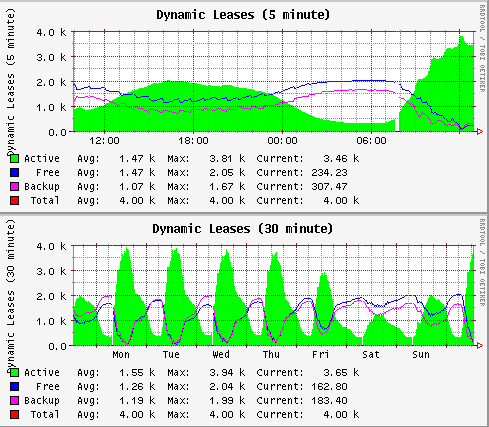 Dynamic Leases (5 minute)
RRDTOOL / TOBI OETIKER
Dynamic Leases (5 minute)
4.0 k
3.0 k
2.0 k
1.0 k
0.0
12:00 18:00 00:00 06:00
Active Avg: 1.47 k Max: 3.81 k Current: 3.46 k
Free Avg: 1.47 k Max: 2.05 k Current: 234.23
Backup Avg: 1.07 k Max: 1.67 k Current: 307.47
Total Avg: 4.00 k Max: 4.00 k Current: 4.00 k
Dynamic Leases (30 minute)
RRDTOOL / TOBI OETIKER
Dynamic Leases (30 minute)
4.0 k
3.0 k
2.0 k
1.0 k
0.0
Mon Tue Wed Thu Fri Sat Sun
Active Avg: 1.55 k Max: 3.94 k Current: 3.65 k
Free Avg: 1.26 k Max: 2.04 k Current: 162.80
Backup Avg: 1.19 k Max: 1.99 k Current: 183.40
Total Avg: 4.00 k Max: 4.00 k Current: 4.00 k